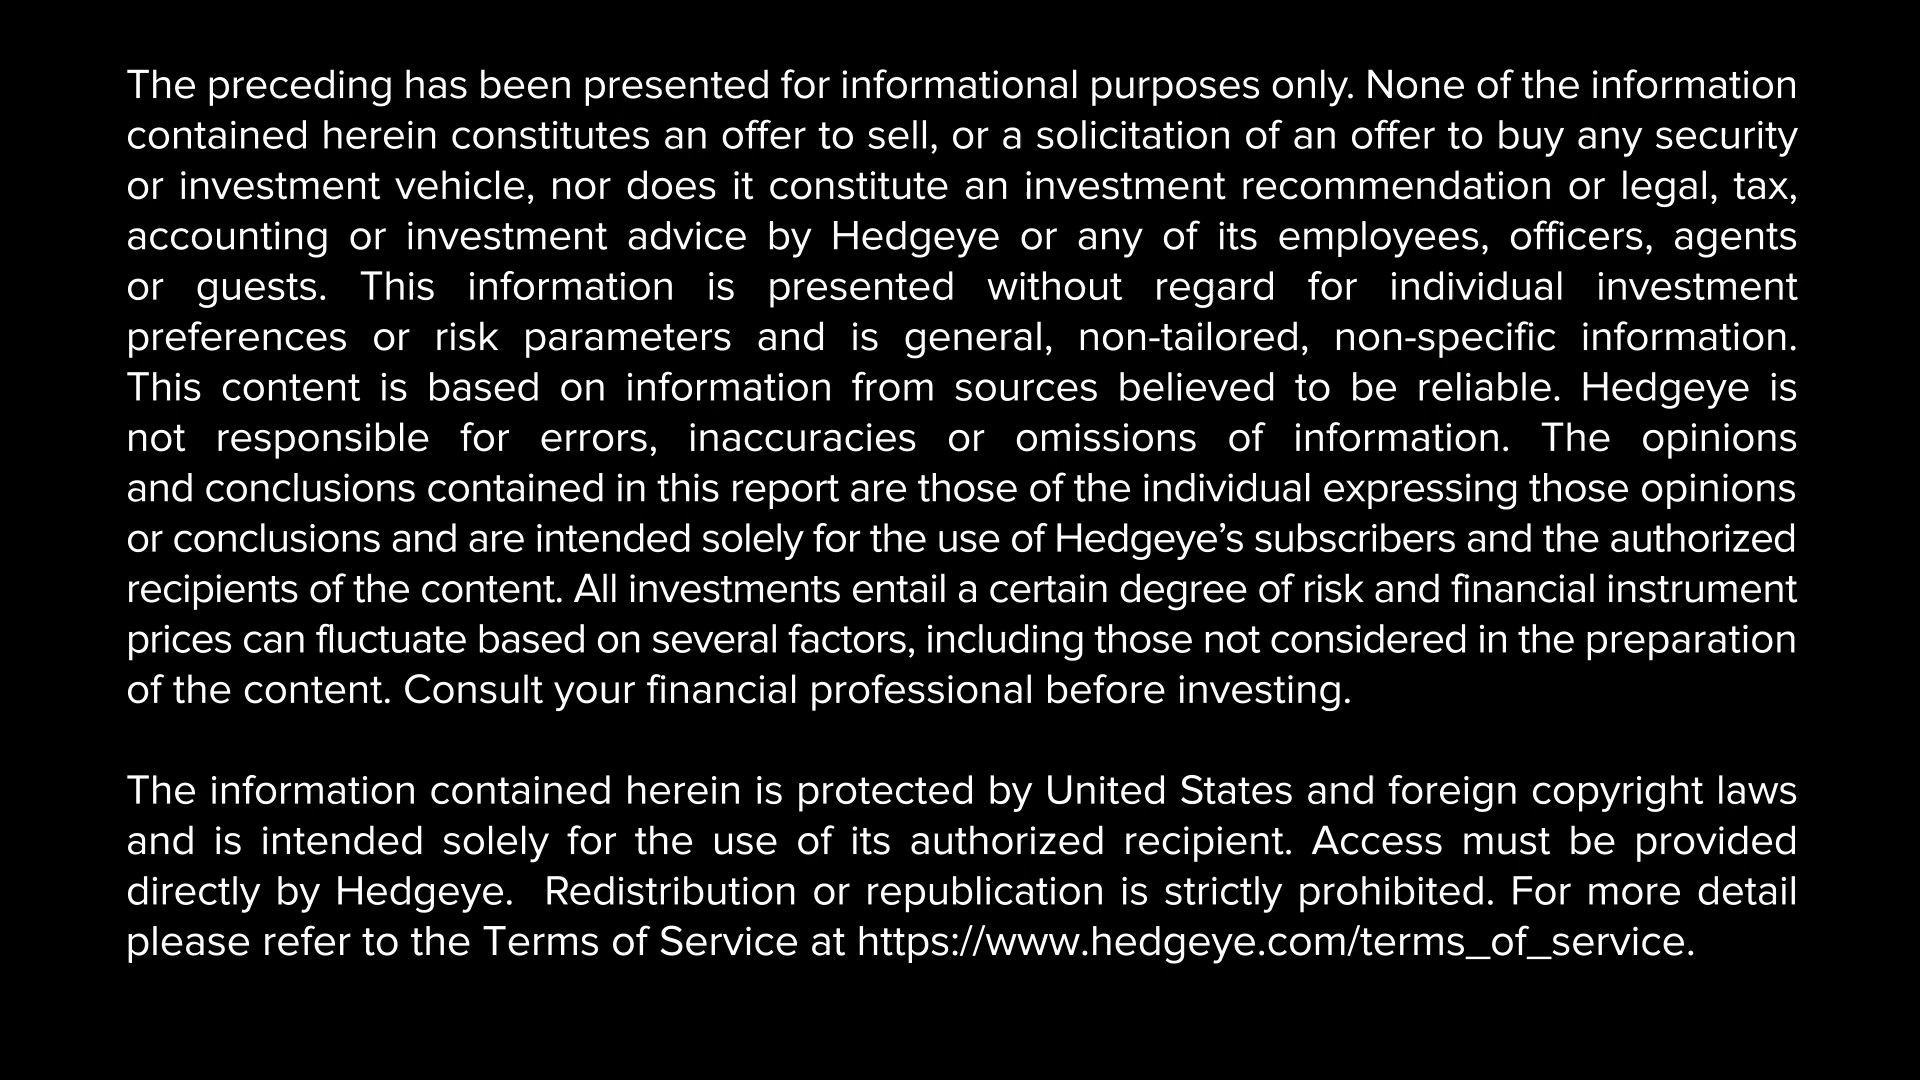 The preceding has been presented for informational purposes only. None of the information
contained herein constitutes an offer to sell, or a solicitation of an offer to buy any security
or investment vehicle, nor does it constitute an investment recommendation or legal, tax,
accounting or investment advice by Hedgeye or any of its employees, officers, agents
or guests. This information is presented without regard for individual investment
preferences or risk parameters and is general, non-tailored, non-specific information.
This content is based on information from sources believed to be reliable. Hedgeye is
not responsible for errors, inaccuracies or omissions of information. The opinions
and conclusions contained in this report are those of the individual expressing those opinions
or conclusions and are intended solely for the use of Hedgeye’s subscribers and the authorized
recipients of the content. All investments entail a certain degree of risk and financial instrument
prices can fluctuate based on several factors, including those not considered in the preparation
of the content. Consult your financial professional before investing.
The information contained herein is protected by United States and foreign copyright laws
and is intended solely for the use of its authorized recipient. Access must be provided
directly by Hedgeye.  Redistribution or republication is strictly prohibited. For more detail
please refer to the Terms of Service at https://www.hedgeye.com/terms_of_service.